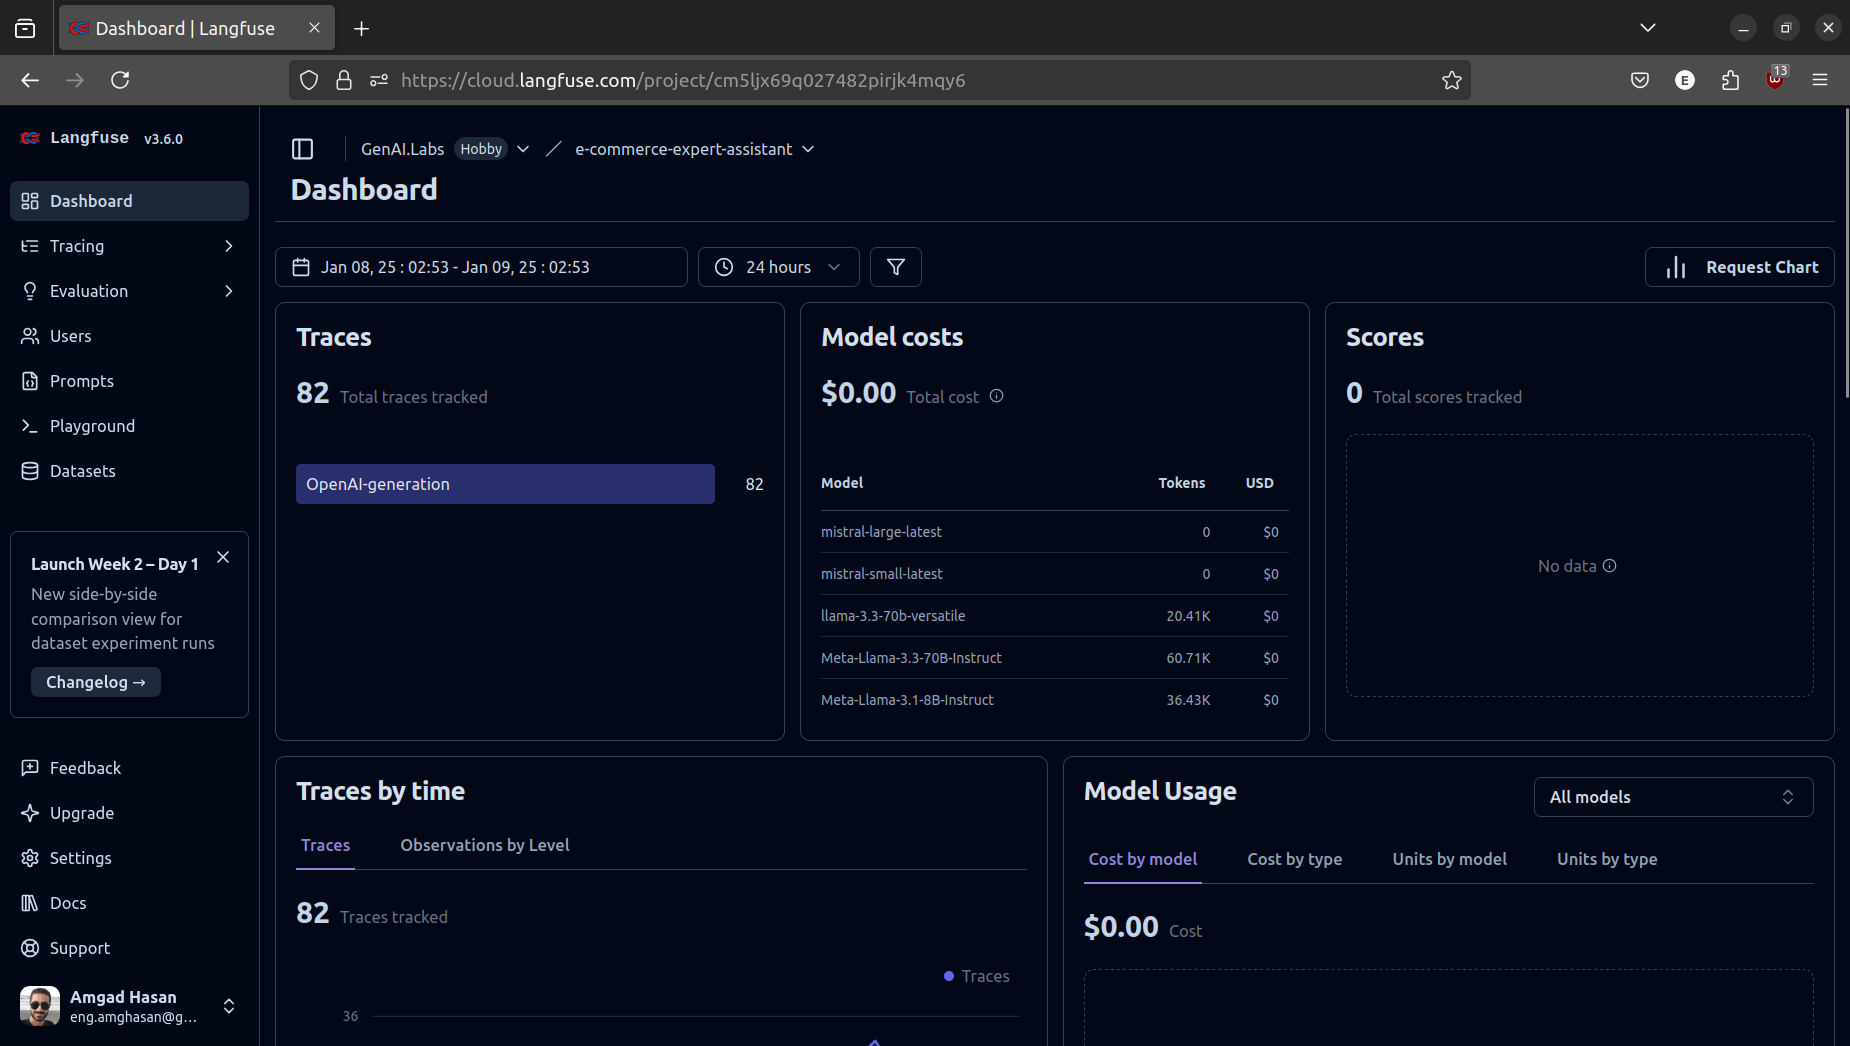 Dashboard | Langfuse
https://cloud.langfuse.com/project/cm5ljx69q027482pirjk4mqy6
E
13
Langfuse v3.6.0
Dashboard
Tracing
Evaluation
Users
Prompts
Playground
Datasets
Launch Week 2 – Day 1
New side-by-side
comparison view for
dataset experiment runs
Changelog →
Feedback
Upgrade
Settings
Docs
Support
Amgad Hasan
eng.amghasan@g...
GenAI.Labs Hobby / e-commerce-expert-assistant
Dashboard
Jan 08, 25 : 02:53 - Jan 09, 25 : 02:53
24 hours
Request Chart
Traces
82 Total traces tracked
OpenAI-generation 82
Model costs
$0.00 Total cost
Model Tokens USD
mistral-large-latest 0 $0
mistral-small-latest 0 $0
llama-3.3-70b-versatile 20.41K $0
Meta-Llama-3.3-70B-Instruct 60.71K $0
Meta-Llama-3.1-8B-Instruct 36.43K $0
Scores
0 Total scores tracked
No data
Traces by time
Traces Observations by Level
82 Traces tracked
Traces
36
Model Usage
All models
Cost by model Cost by type Units by model Units by type
$0.00 Cost